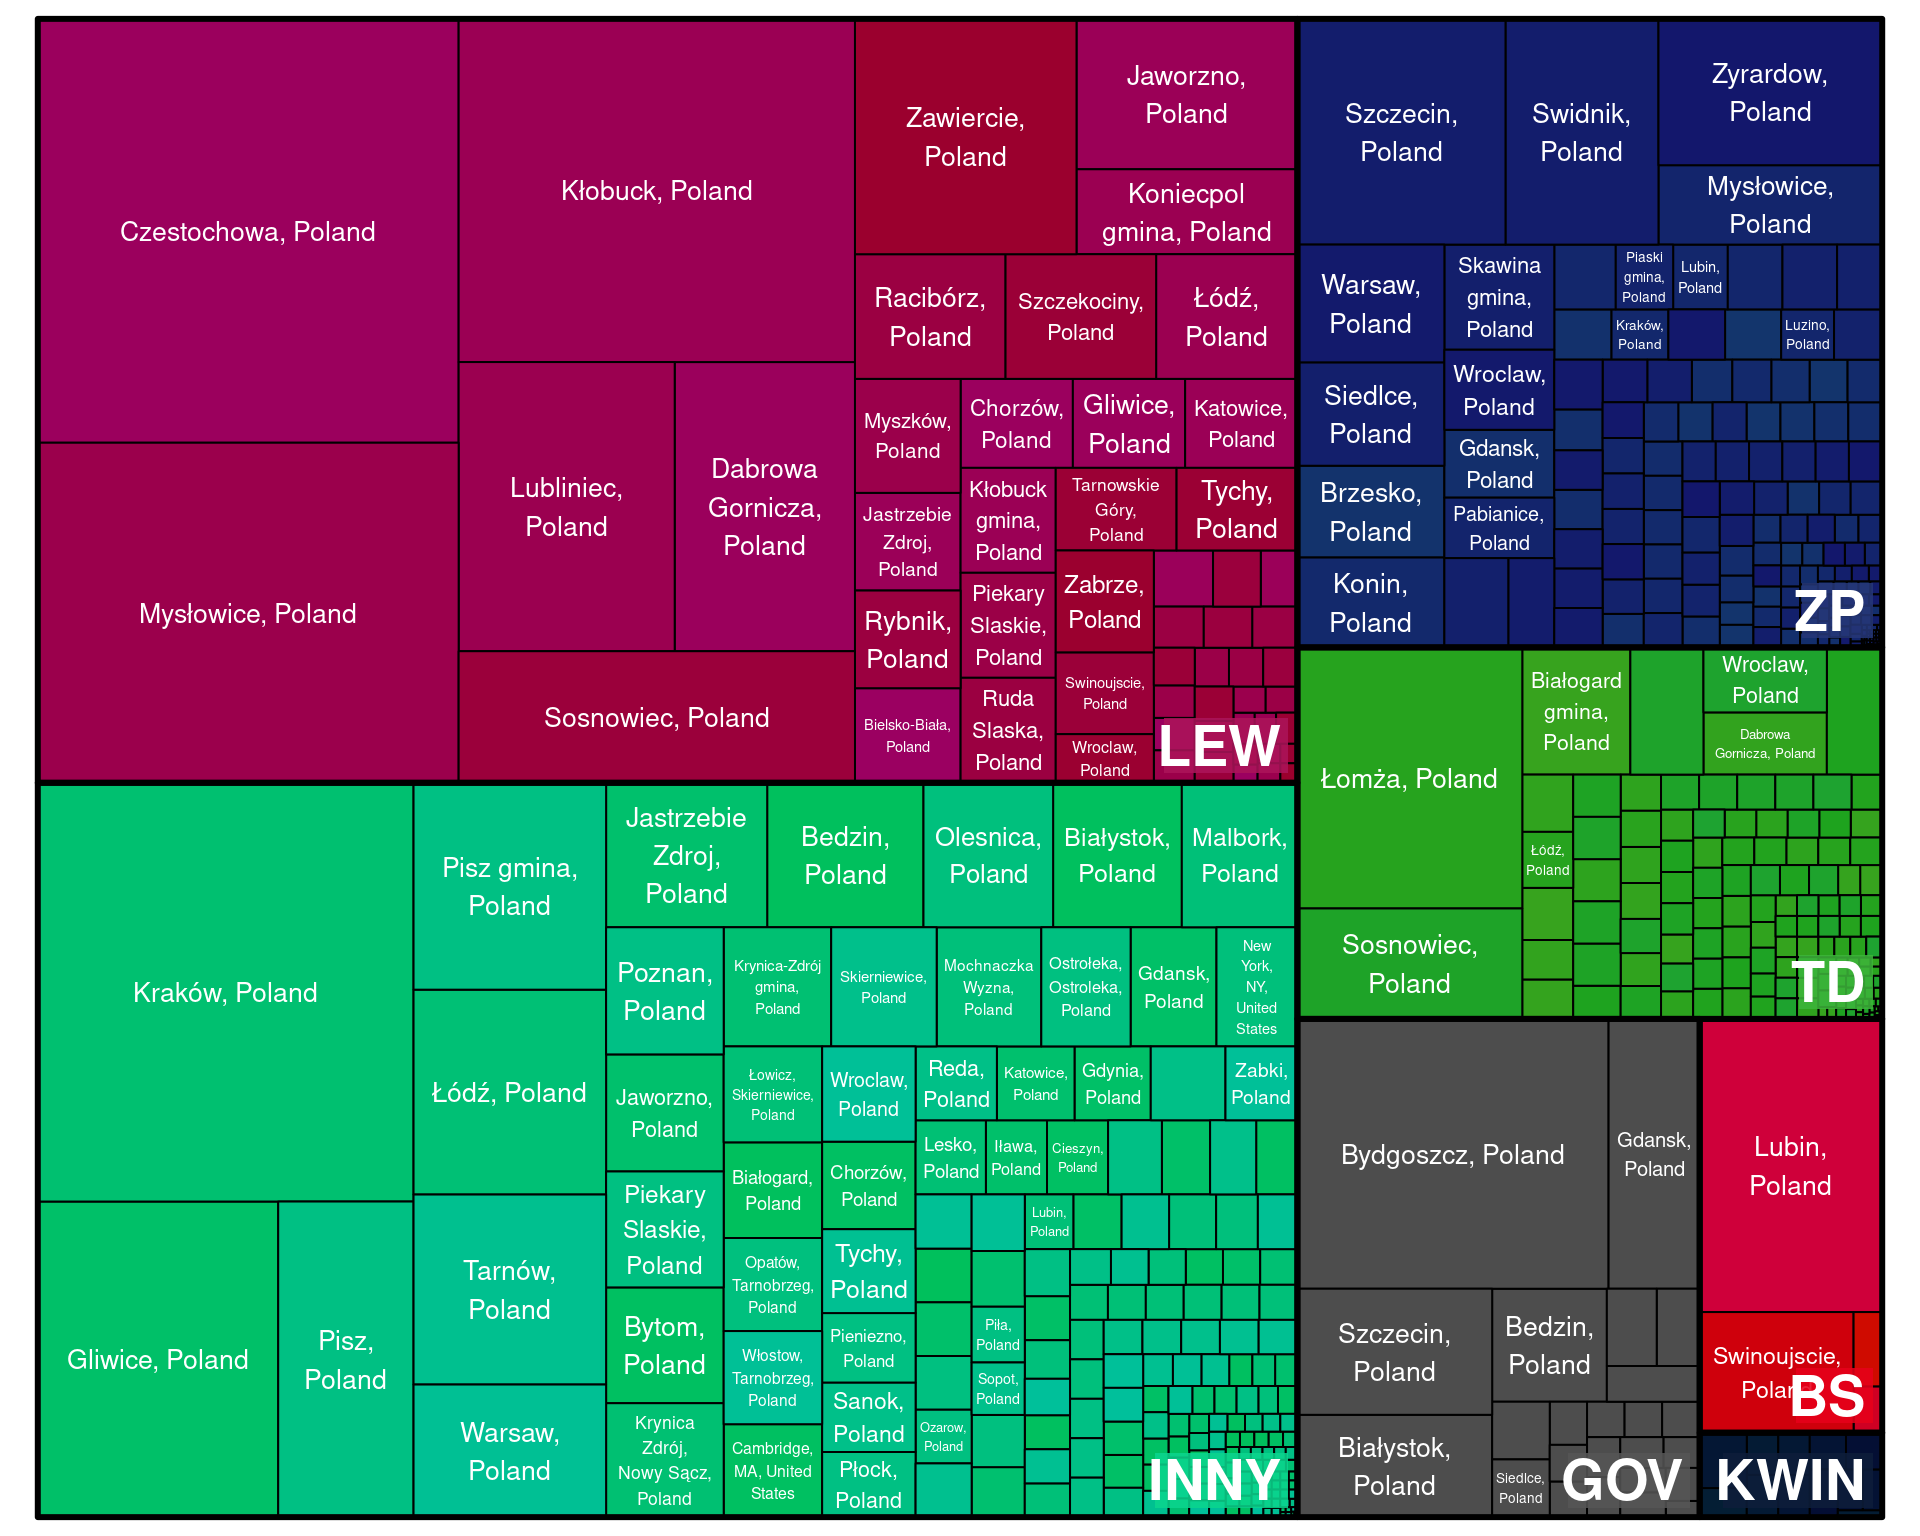 Czestochowa, Poland
Mysłowice, Poland
Kłobuck, Poland
Lubliniec,
Poland
Dabrowa
Gornicza,
Poland
Sosnowiec, Poland
Zawiercie,
Poland
Jaworzno,
Poland
Koniecpol
gmina, Poland
Racibórz,
Poland
Szczekociny,
Poland
Łódź,
Poland
Myszków,
Poland
Jastrzebie
Zdroj,
Poland
Rybnik,
Poland
Bielsko-Biała,
Poland
Chorzów,
Poland
Gliwice,
Poland
Katowice,
Poland
Kłobuck
gmina,
Poland
Piekary
Slaskie,
Poland
Ruda
Slaska,
Poland
Tarnowskie
Góry,
Poland
Tychy,
Poland
Zabrze,
Poland
Swinoujscie,
Poland
Wroclaw,
Poland
LEW
Szczecin,
Poland
Swidnik,
Poland
Zyrardow,
Poland
Mysłowice,
Poland
Warsaw,
Poland
Siedlce,
Poland
Brzesko,
Poland
Konin,
Poland
Skawina
gmina,
Poland
Wroclaw,
Poland
Gdansk,
Poland
Pabianice,
Poland
Piaski
gmina,
Poland
Lubin,
Poland
Kraków,
Poland
Luzino,
Poland
ZP
Łomża, Poland
Sosnowiec,
Poland
Białogard
gmina,
Poland
Wroclaw,
Poland
Dabrowa
Gornicza, Poland
Łódź,
Poland
TD
Kraków, Poland
Gliwice, Poland
Pisz,
Poland
Pisz gmina,
Poland
Łódź, Poland
Tarnów,
Poland
Warsaw,
Poland
Jastrzebie
Zdroj,
Poland
Bedzin,
Poland
Olesnica,
Poland
Białystok,
Poland
Malbork,
Poland
Poznan,
Poland
Jaworzno,
Poland
Piekary
Slaskie,
Poland
Bytom,
Poland
Krynica
Zdrój,
Nowy Sącz,
Poland
Krynica-Zdrój
gmina,
Poland
Skierniewice,
Poland
Mochnaczka
Wyzna,
Poland
Ostrołeka,
Ostroleka,
Poland
Gdansk,
Poland
New
York,
NY,
United
States
Łowicz,
Skierniewice,
Poland
Białogard,
Poland
Opatów,
Tarnobrzeg,
Poland
Włostow,
Tarnobrzeg,
Poland
Cambridge,
MA, United
States
Wroclaw,
Poland
Chorzów,
Poland
Tychy,
Poland
Pieniezno,
Poland
Sanok,
Poland
Płock,
Poland
Reda,
Poland
Katowice,
Poland
Gdynia,
Poland
Zabki,
Poland
Lesko,
Poland
Iława,
Poland
Cieszyn,
Poland
Lubin,
Poland
Piła,
Poland
Sopot,
Poland
Ozarow,
Poland
INNY
Bydgoszcz, Poland
Gdansk,
Poland
Szczecin,
Poland
Białystok,
Poland
Bedzin,
Poland
Siedlce,
Poland
GOV
Lubin,
Poland
Swinoujscie,
Poland
BS
KWIN